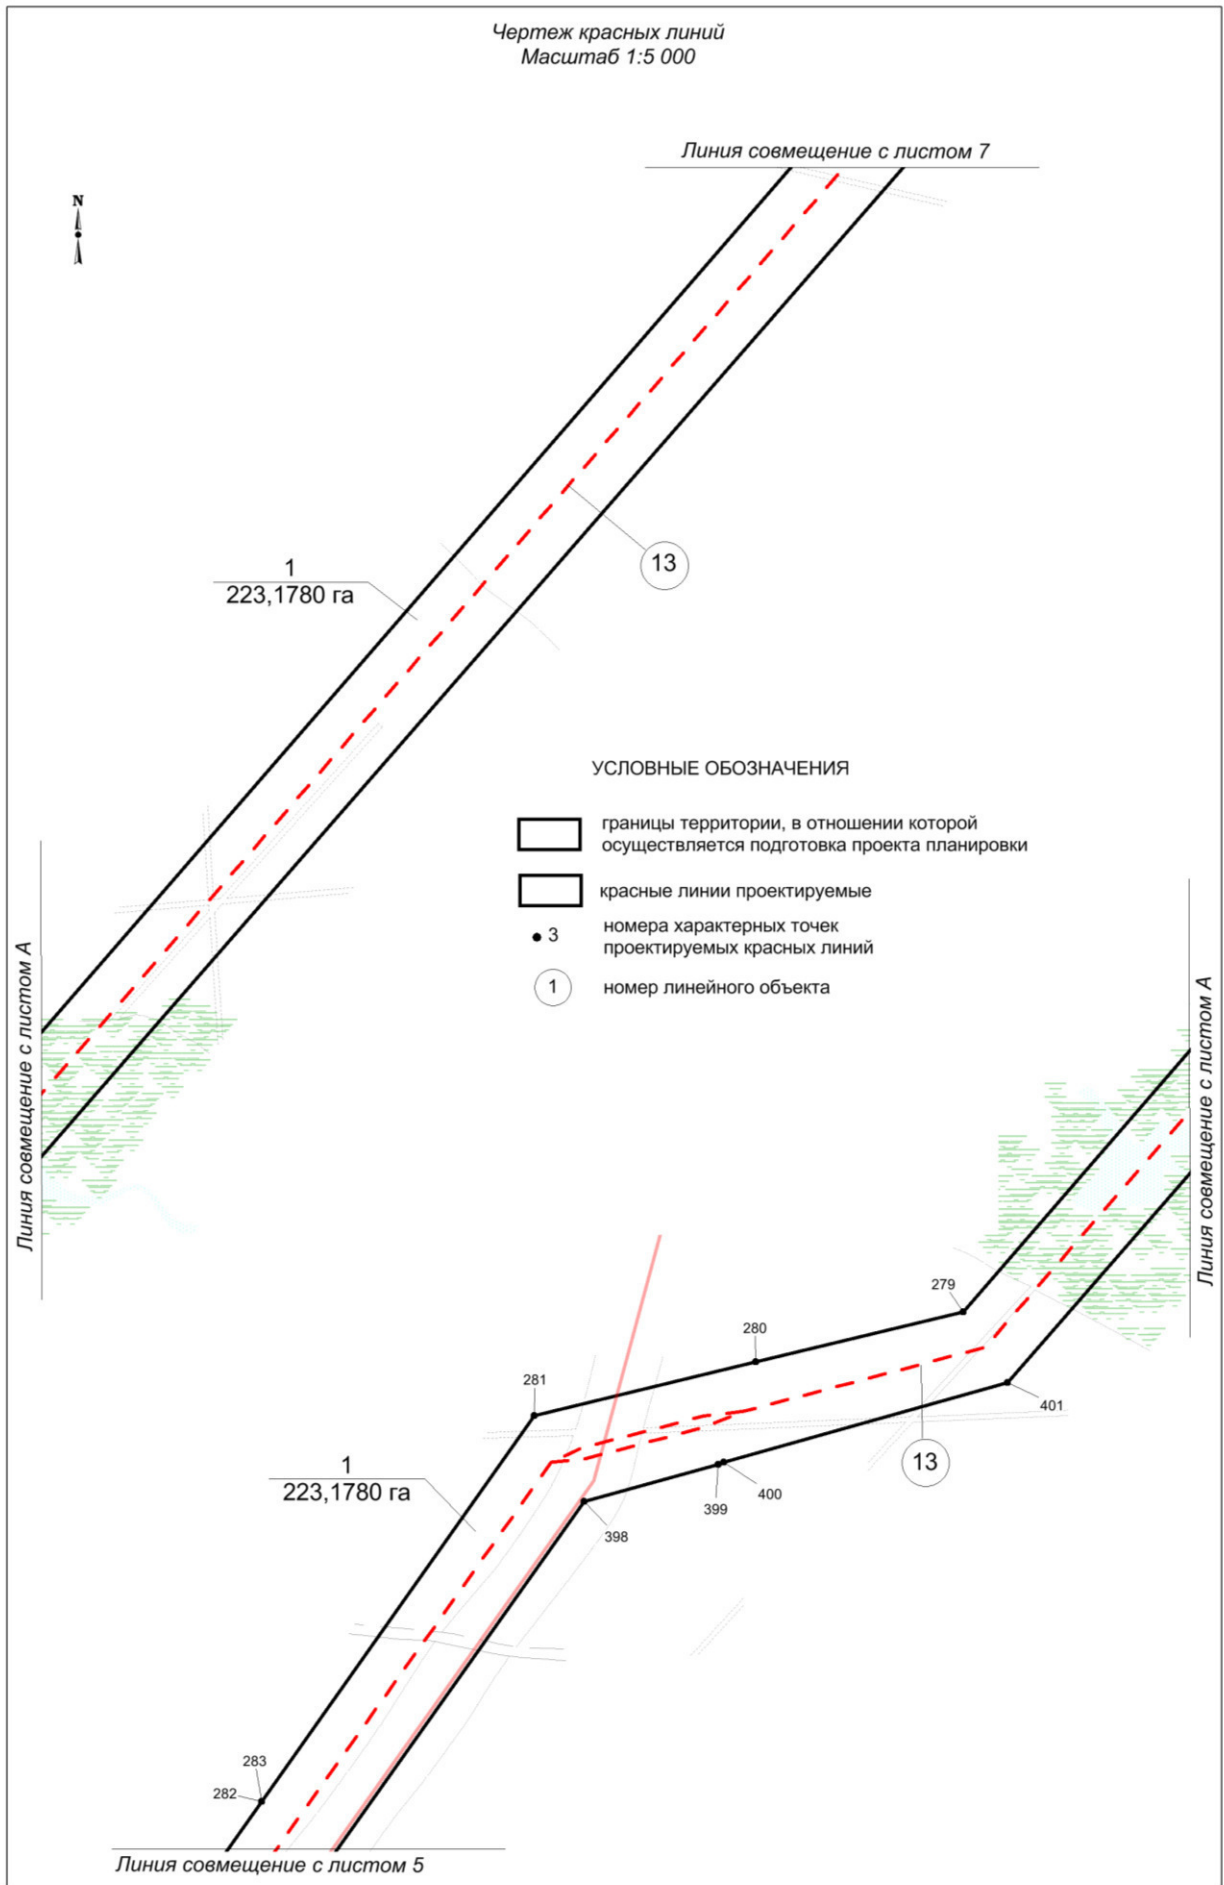 Чертеж красных линий
Масштаб 1:5 000
Линия совмещение с листом 7
N
1
223,1780 га
13
УСЛОВНЫЕ ОБОЗНАЧЕНИЯ
границы территории, в отношении которой
осуществляется подготовка проекта планировки
красные линии проектируемые
3
номера характерных точек
проектируемых красных линий
1
номер линейного объекта
Линия совмещение с листом А
Линия совмещение с листом А
279
280
281
401
13
400
399
398
1
223,1780 га
283
282
Линия совмещение с листом 5